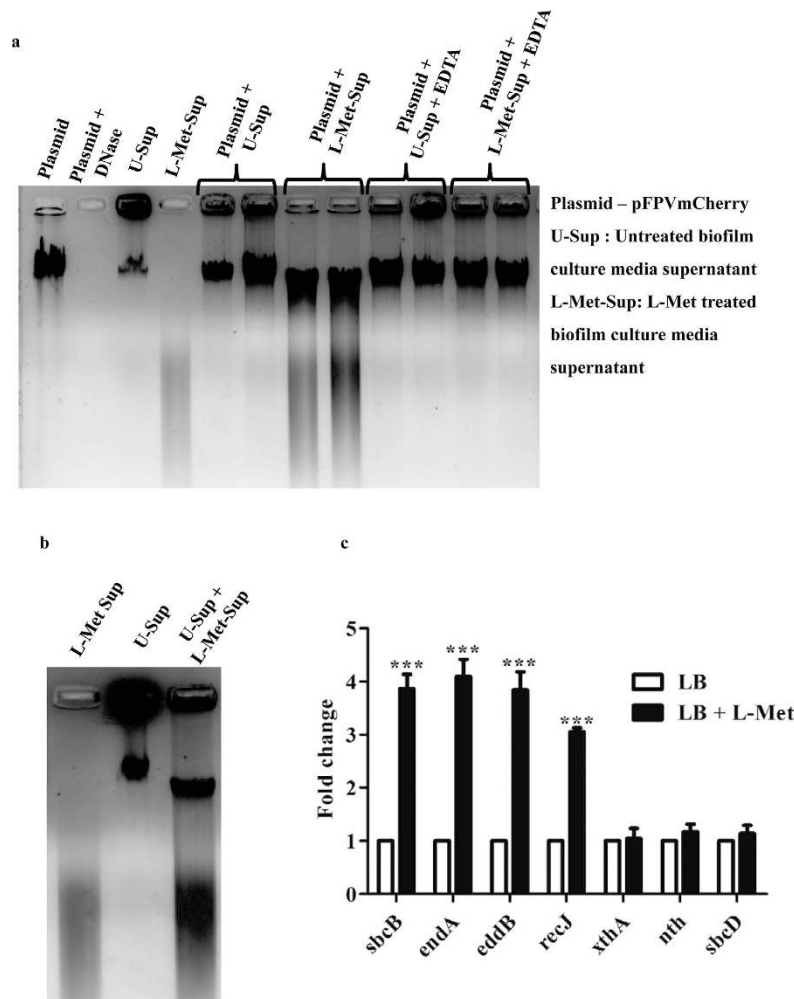 a
Plasmid
Plasmid +
DNase
U-Sup
L-Met-Sup
Plasmid +
U-Sup
Plasmid +
L-Met-Sup
Plasmid +
U-Sup + EDTA
Plasmid +
L-Met-Sup + EDTA
Plasmid – pFPVmCherry
U-Sup : Untreated biofilm
culture media supernatant
L-Met-Sup: L-Met treated
biofilm culture media
supernatant
b
L-Met Sup
U-Sup
U-Sup +
L-Met-Sup
c
Fold change
5
4
3
2
1
0
***
***
***
***
LB
LB + L-Met
sbcB
endA
eddB
recJ
xthA
nth
sbcD